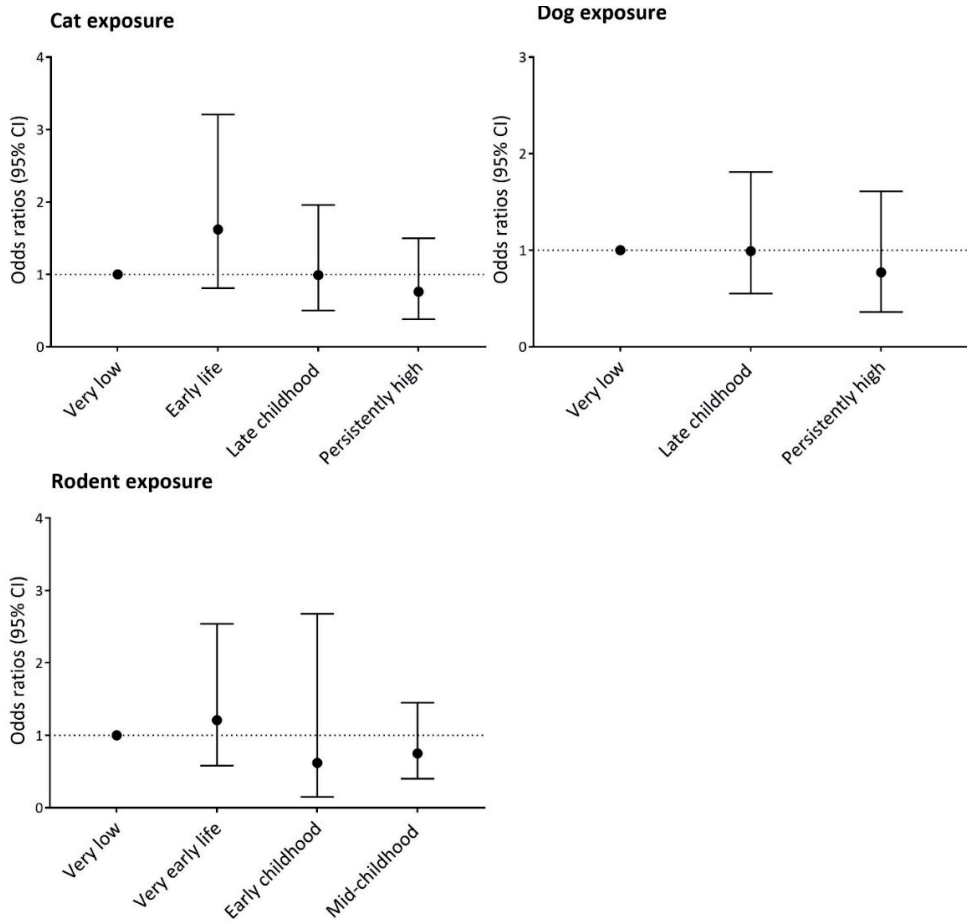 Cat exposure
Odds ratios (95% CI)
4
3
2
1
0
Very low
Early life
Late childhood
Persistently high
Dog exposure
Odds ratios (95% CI)
3
2
1
0
Very low
Late childhood
Persistently high
Rodent exposure
Odds ratios (95% CI)
4
3
2
1
0
Very low
Very early life
Early childhood
Mid-childhood